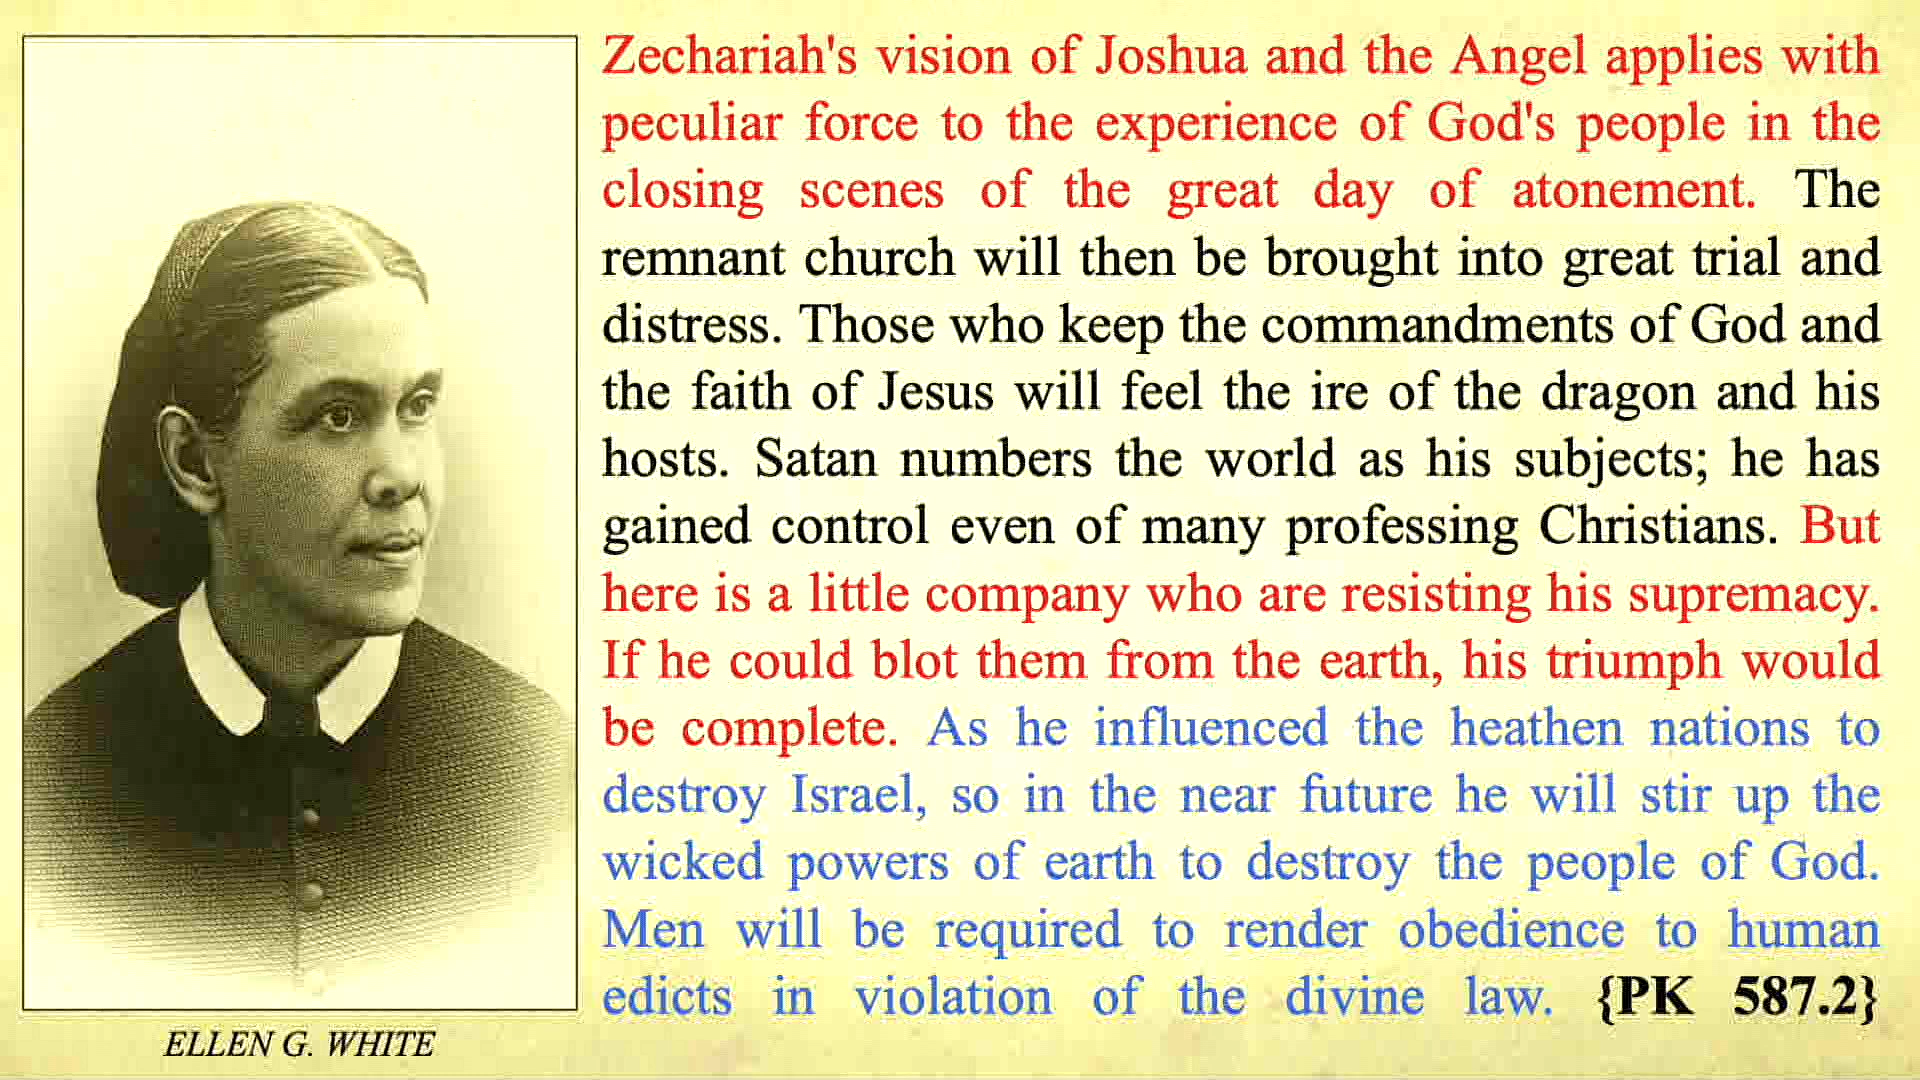 Zechariah's vision of Joshua and the Angel applies with
peculiar force to the experience of God's people in the
closing scenes of the great day of atonement. The
remnant church will then be brought into great trial and
distress. Those who keep the commandments of God and
the faith of Jesus will feel the ire of the dragon and his
hosts. Satan numbers the world as his subjects; he has
gained control even of many professing Christians. But
here is a little company who are resisting his supremacy.
If he could blot them from the earth, his triumph would
be complete. As he influenced the heathen nations to
destroy Israel, so in the near future he will stir up the
wicked powers of earth to destroy the people of God.
Men will be required to render obedience to human
edicts in violation of the divine law. {PK 587.2}
ELLEN G. WHITE